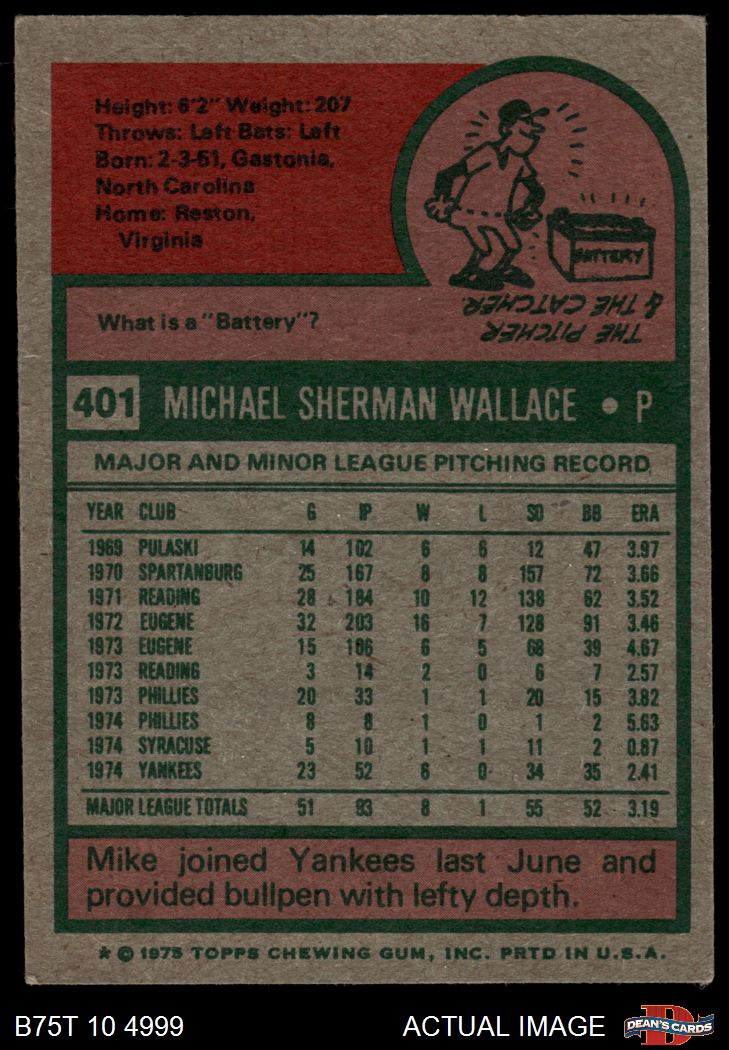 Height: 6'2" Weight: 207
Throws: Left Bats: Left
Born: 2-3-51, Gastonia,
North Carolina
Home: Reston,
Virginia
BATTERY
What is a "Battery"?
THE PITCHER
& THE CATCHER.
401 MICHAEL SHERMAN WALLACE • P
MAJOR AND MINOR LEAGUE PITCHING RECORD
YEAR CLUB G IP W L SO BB ERA
1969 PULASKI 14 102 6 6 12 47 3.97
1970 SPARTANBURG 25 167 8 8 157 72 3.66
1971 READING 28 184 10 12 138 62 3.52
1972 EUGENE 32 203 16 7 128 91 3.46
1973 EUGENE 15 106 6 5 68 39 4.67
1973 READING 3 14 2 0 6 7 2.57
1973 PHILLIES 20 33 1 1 20 15 3.82
1974 PHILLIES 8 8 1 0 1 2 5.63
1974 SYRACUSE 5 10 1 1 11 2 0.87
1974 YANKEES 23 52 6 0 34 35 2.41
MAJOR LEAGUE TOTALS 51 93 8 1 55 52 3.19
Mike joined Yankees last June and
provided bullpen with lefty depth.
* © 1975 TOPPS CHEWING GUM, INC. PRTD IN U.S.A.
B75T 10 4999 ACTUAL IMAGE D DEAN'S CARDS